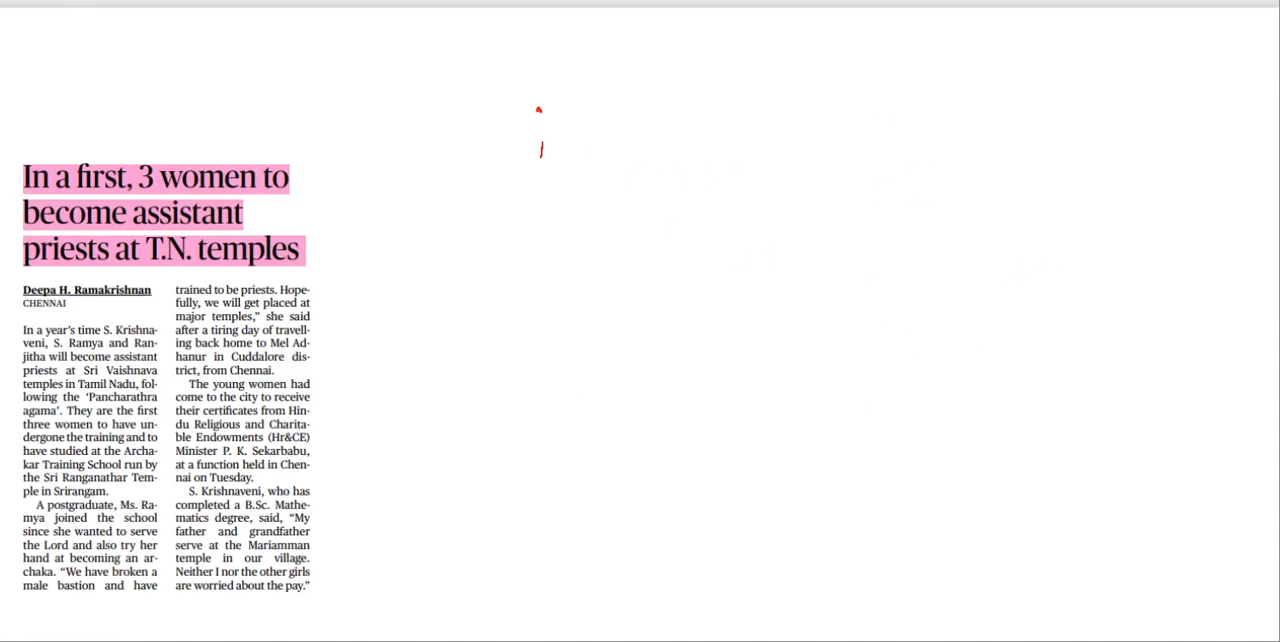 In a first, 3 women to
become assistant
priests at T.N. temples
Deepa H. Ramakrishnan
CHENNAI
In a year's time S. Krishna-
veni, S. Ramya and Ran-
jitha will become assistant
priests at Sri Vaishnava
temples in Tamil Nadu, fol-
lowing the ‘Pancharathra
agama’. They are the first
three women to have un-
dergone the training and to
have studied at the Archa-
kar Training School run by
the Sri Ranganathar Tem-
ple in Srirangam.
A postgraduate, Ms. Ra-
mya joined the school
since she wanted to serve
the Lord and also try her
hand at becoming an ar-
chaka. “We have broken a
male bastion and have
trained to be priests. Hope-
fully, we will get placed at
major temples,” she said
after a tiring day of travell-
ing back home to Mel Ad-
hanur in Cuddalore dis-
trict, from Chennai.
The young women had
come to the city to receive
their certificates from Hin-
du Religious and Charita-
ble Endowments (Hr&CE)
Minister P. K. Sekarbabu,
at a function held in Chen-
nai on Tuesday.
S. Krishnaveni, who has
completed a B.Sc. Mathe-
matics degree, said, “My
father and grandfather
serve at the Mariamman
temple in our village.
Neither I nor the other girls
are worried about the pay.”